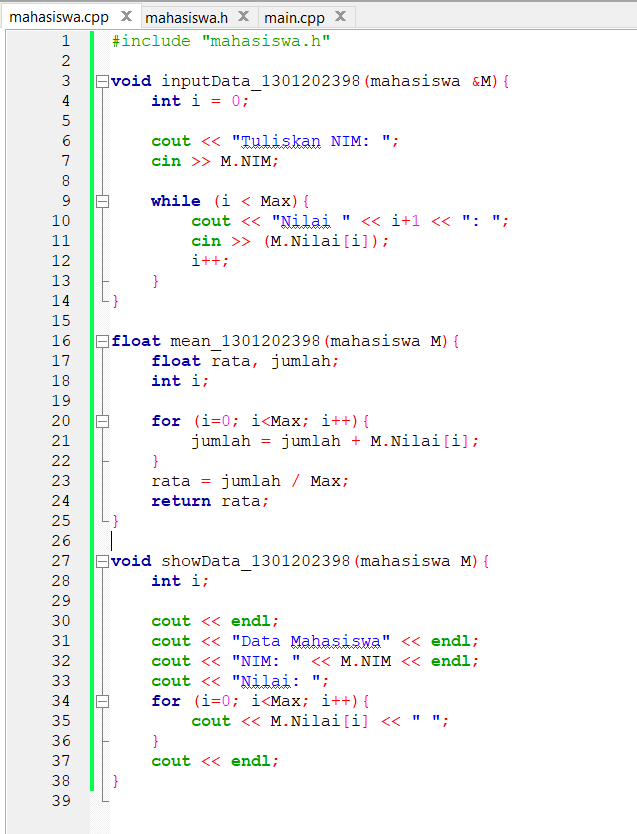 mahasiswa.cpp X mahasiswa.h X main.cpp X
1 #include "mahasiswa.h"
2
3 void inputData_1301202398(mahasiswa &M){
4     int i = 0;
5
6     cout << "Tuliskan NIM: ";
7     cin >> M.NIM;
8
9     while (i < Max){
10         cout << "Nilai " << i+1 << ": ";
11         cin >> (M.Nilai[i]);
12         i++;
13     }
14 }
15
16 float mean_1301202398(mahasiswa M){
17     float rata, jumlah;
18     int i;
19
20     for (i=0; i<Max; i++){
21         jumlah = jumlah + M.Nilai[i];
22     }
23     rata = jumlah / Max;
24     return rata;
25 }
26
27 void showData_1301202398(mahasiswa M){
28     int i;
29
30     cout << endl;
31     cout << "Data Mahasiswa" << endl;
32     cout << "NIM: " << M.NIM << endl;
33     cout << "Nilai: ";
34     for (i=0; i<Max; i++){
35         cout << M.Nilai[i] << " ";
36     }
37     cout << endl;
38 }
39